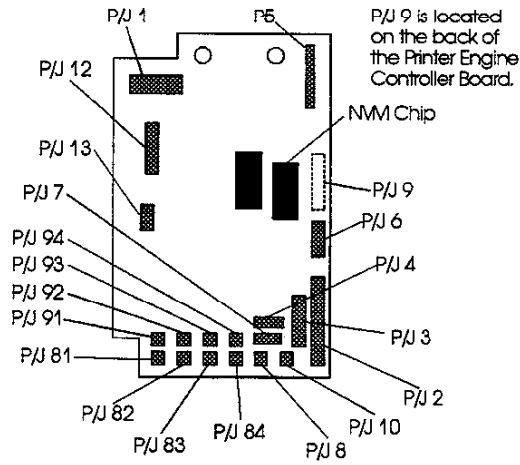 P/J 1
P5
P/J 9 is located
on the back of
the Printer Engine
Controller Board.
P/J 12
NVM Chip
P/J 13
P/J 7
P/J 9
P/J 6
P/J 94
P/J 93
P/J 4
P/J 92
P/J 91
P/J 3
P/J 81
P/J 2
P/J 82
P/J 10
P/J 83
P/J 84
P/J 8